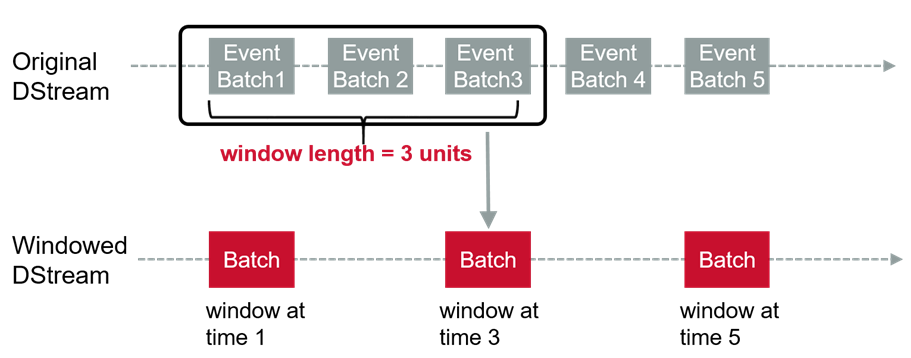 Original
DStream
Event
Batch1
Event
Batch 2
Event
Batch3
Event
Batch 4
Event
Batch 5
window length = 3 units
Windowed
DStream
Batch
Batch
Batch
window at
time 1
window at
time 3
window at
time 5